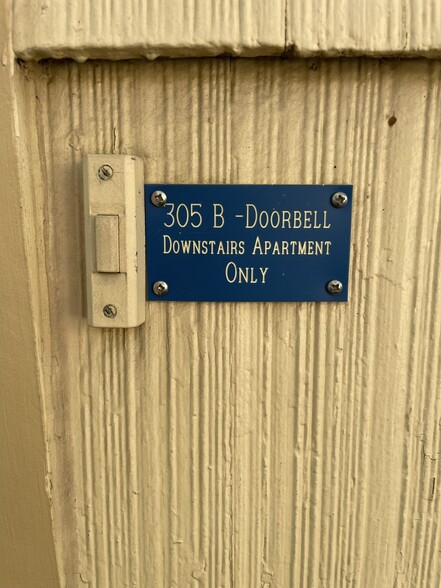 305 B -Doorbell
Downstairs Apartment
Only